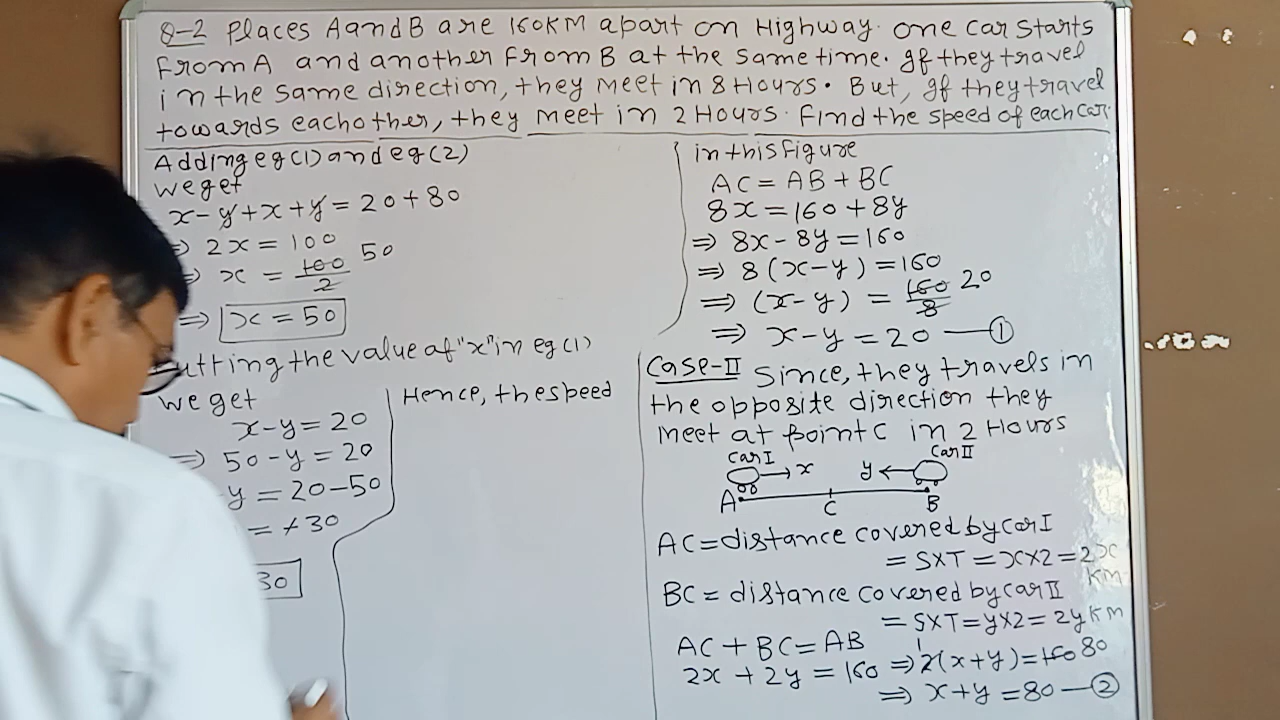 Q-2 Places A and B are 160KM apart on Highway. One car starts
From A and another From B at the same time. If they travel
in the same direction, they meet in 8 Hours. But, If they travel
towards each other, they meet in 2 Hours. Find the speed of each car.
Adding eq(1) and eq(2)
we get
x-y+x+y = 20+80
⇒ 2x = 100
⇒ x = 100/2 50
⇒ x = 50
utting the value of "x" in eq(1)
we get
x-y = 20
⇒ 50-y = 20
y = 20-50
= -30
30
Hence, the speed
in this Figure
AC = AB + BC
8x = 160 + 8y
⇒ 8x - 8y = 160
⇒ 8(x-y) = 160
⇒ (x-y) = 160/8 20
⇒ x-y = 20 —①
Case-II Since, they travels in
the opposite direction they
meet at point C in 2 Hours
Car I → x y ← Car II
A C B
AC = distance covered by car I
= S×T = x×2 = 2x
KM
BC = distance covered by car II
= S×T = y×2 = 2y KM
AC + BC = AB
2x + 2y = 160 ⇒ 2(x+y) = 160 80
⇒ x+y = 80 —②